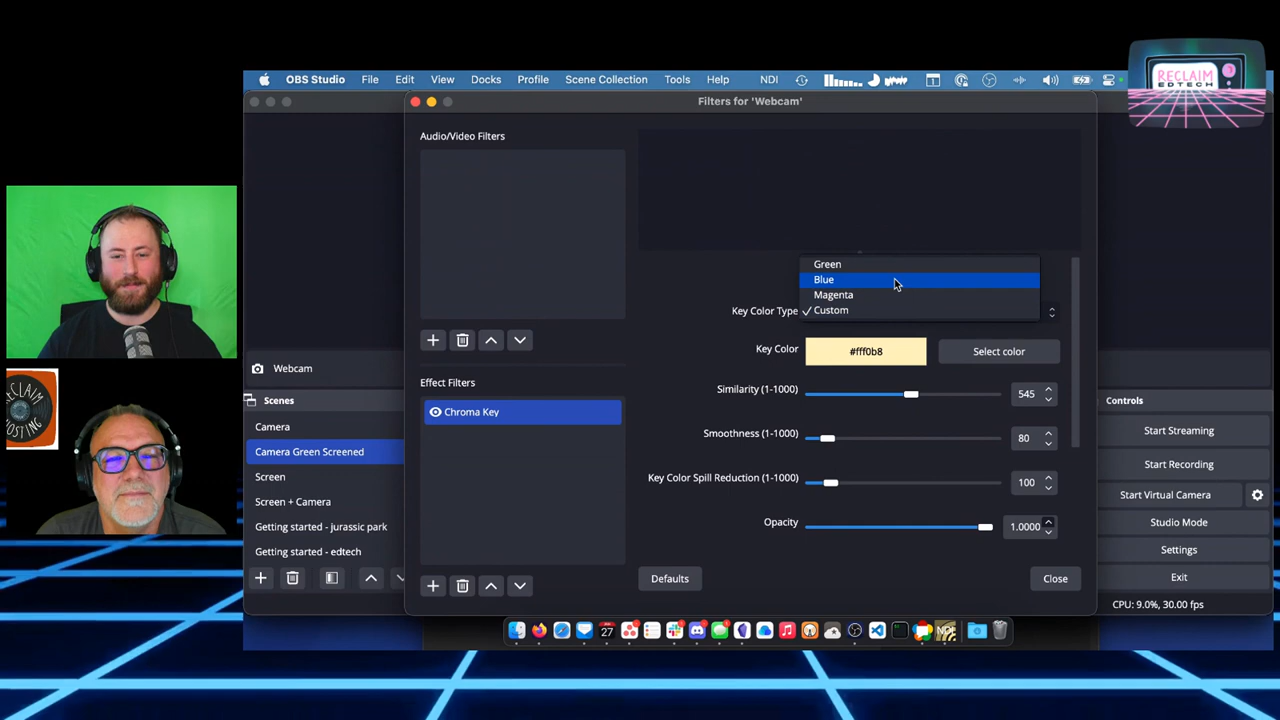 RECLAIM
EDTECH
OBS Studio File Edit View Docks Profile Scene Collection Tools Help NDI
Filters for 'Webcam'
Audio/Video Filters
Green
Blue
Magenta
Key Color Type ✓ Custom
Key Color #fff0b8 Select color
Similarity (1-1000) 545
Effect Filters
Chroma Key
Smoothness (1-1000) 80
Key Color Spill Reduction (1-1000) 100
Opacity 1.0000
Defaults Close
Webcam
Scenes
Camera
Camera Green Screened
Screen
Screen + Camera
Getting started - jurassic park
Getting started - edtech
Controls
Start Streaming
Start Recording
Start Virtual Camera
Studio Mode
Settings
Exit
CPU: 9.0%, 30.00 fps
RECLAIM
HOSTING
27